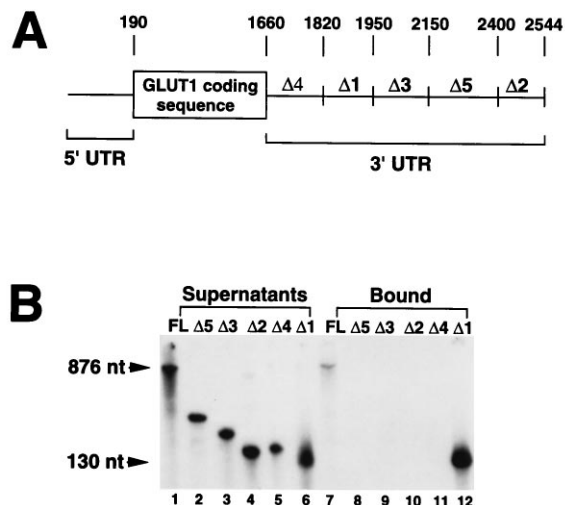 A
190 1660 1820 1950 2150 2400 2544
GLUT1 coding
sequence
Δ4 Δ1 Δ3 Δ5 Δ2
5' UTR
3' UTR
B
Supernatants Bound
FL Δ5 Δ3 Δ2 Δ4 Δ1 FL Δ5 Δ3 Δ2 Δ4 Δ1
876 nt
130 nt
1 2 3 4 5 6 7 8 9 10 11 12